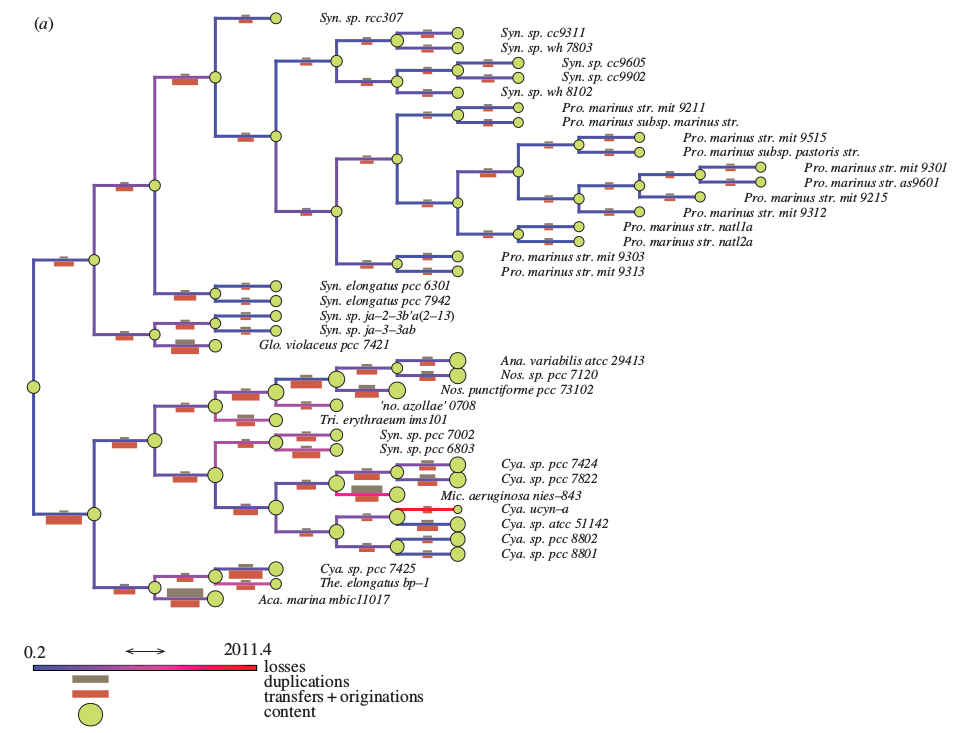 (a)
Syn. sp. rcc307
Syn. sp. cc9311
Syn. sp. wh 7803
Syn. sp. cc9605
Syn. sp. cc9902
Syn. sp. wh 8102
Pro. marinus str. mit 9211
Pro. marinus subsp. marinus str.
Pro. marinus str. mit 9515
Pro. marinus subsp. pastoris str.
Pro. marinus str. mit 9301
Pro. marinus str. as9601
Pro. marinus str. mit 9215
Pro. marinus str. mit 9312
Pro. marinus str. natl1a
Pro. marinus str. natl2a
Pro. marinus str. mit 9303
Pro. marinus str. mit 9313
Syn. elongatus pcc 6301
Syn. elongatus pcc 7942
Syn. sp. ja–2–3b'a(2–13)
Syn. sp. ja–3–3ab
Glo. violaceus pcc 7421
Ana. variabilis atcc 29413
Nos. sp. pcc 7120
Nos. punctiforme pcc 73102
'no. azollae' 0708
Tri. erythraeum ims101
Syn. sp. pcc 7002
Syn. sp. pcc 6803
Cya. sp. pcc 7424
Cya. sp. pcc 7822
Mic. aeruginosa nies–843
Cya. ucyn–a
Cya. sp. atcc 51142
Cya. sp. pcc 8802
Cya. sp. pcc 8801
Cya. sp. pcc 7425
The. elongatus bp–1
Aca. marina mbic11017
0.2 2011.4
losses
duplications
transfers + originations
content